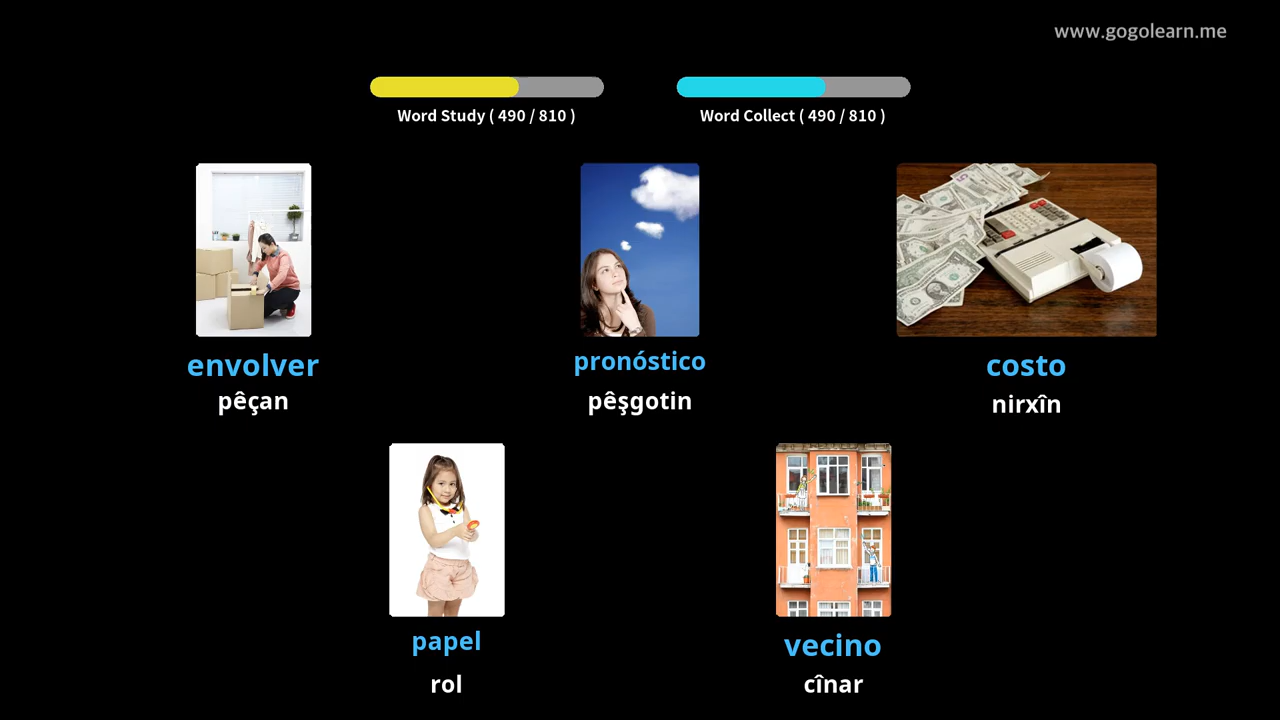 www.gogolearn.me
Word Study ( 490 / 810 )
Word Collect ( 490 / 810 )
envolver
pêçan
pronóstico
pêşgotin
costo
nirxîn
papel
rol
vecino
cînar